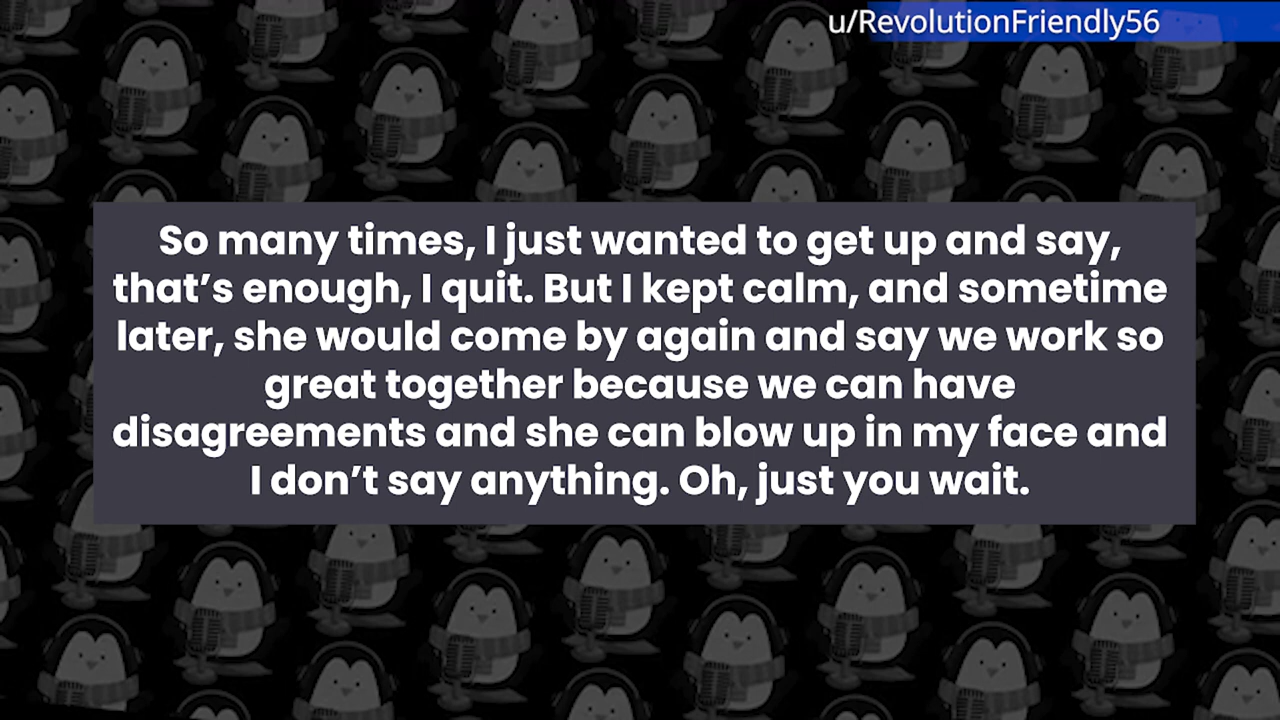 u/RevolutionFriendly56
So many times, I just wanted to get up and say,
that’s enough, I quit. But I kept calm, and sometime
later, she would come by again and say we work so
great together because we can have
disagreements and she can blow up in my face and
I don’t say anything. Oh, just you wait.